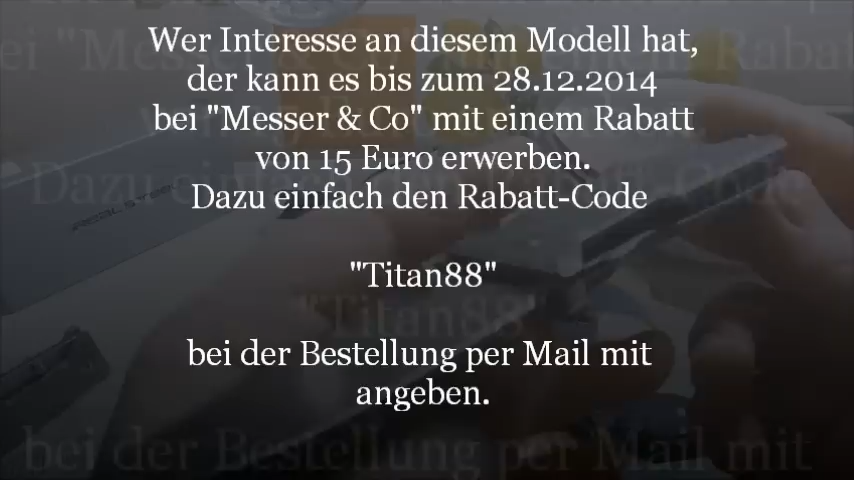 Wer Interesse an diesem Modell hat,
der kann es bis zum 28.12.2014
bei "Messer & Co" mit einem Rabatt
von 15 Euro erwerben.
Dazu einfach den Rabatt-Code
"Titan88"
bei der Bestellung per Mail mit
angeben.